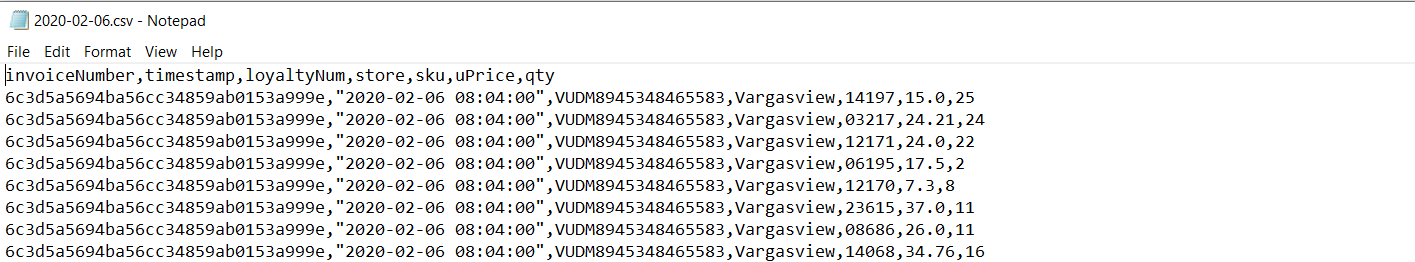 2020-02-06.csv - Notepad
File Edit Format View Help
invoiceNumber,timestamp,loyaltyNum,store,sku,uPrice,qty
6c3d5a5694ba56cc34859ab0153a999e,"2020-02-06 08:04:00",VUDM8945348465583,Vargasview,14197,15.0,25
6c3d5a5694ba56cc34859ab0153a999e,"2020-02-06 08:04:00",VUDM8945348465583,Vargasview,03217,24.21,24
6c3d5a5694ba56cc34859ab0153a999e,"2020-02-06 08:04:00",VUDM8945348465583,Vargasview,12171,24.0,22
6c3d5a5694ba56cc34859ab0153a999e,"2020-02-06 08:04:00",VUDM8945348465583,Vargasview,06195,17.5,2
6c3d5a5694ba56cc34859ab0153a999e,"2020-02-06 08:04:00",VUDM8945348465583,Vargasview,12170,7.3,8
6c3d5a5694ba56cc34859ab0153a999e,"2020-02-06 08:04:00",VUDM8945348465583,Vargasview,23615,37.0,11
6c3d5a5694ba56cc34859ab0153a999e,"2020-02-06 08:04:00",VUDM8945348465583,Vargasview,08686,26.0,11
6c3d5a5694ba56cc34859ab0153a999e,"2020-02-06 08:04:00",VUDM8945348465583,Vargasview,14068,34.76,16